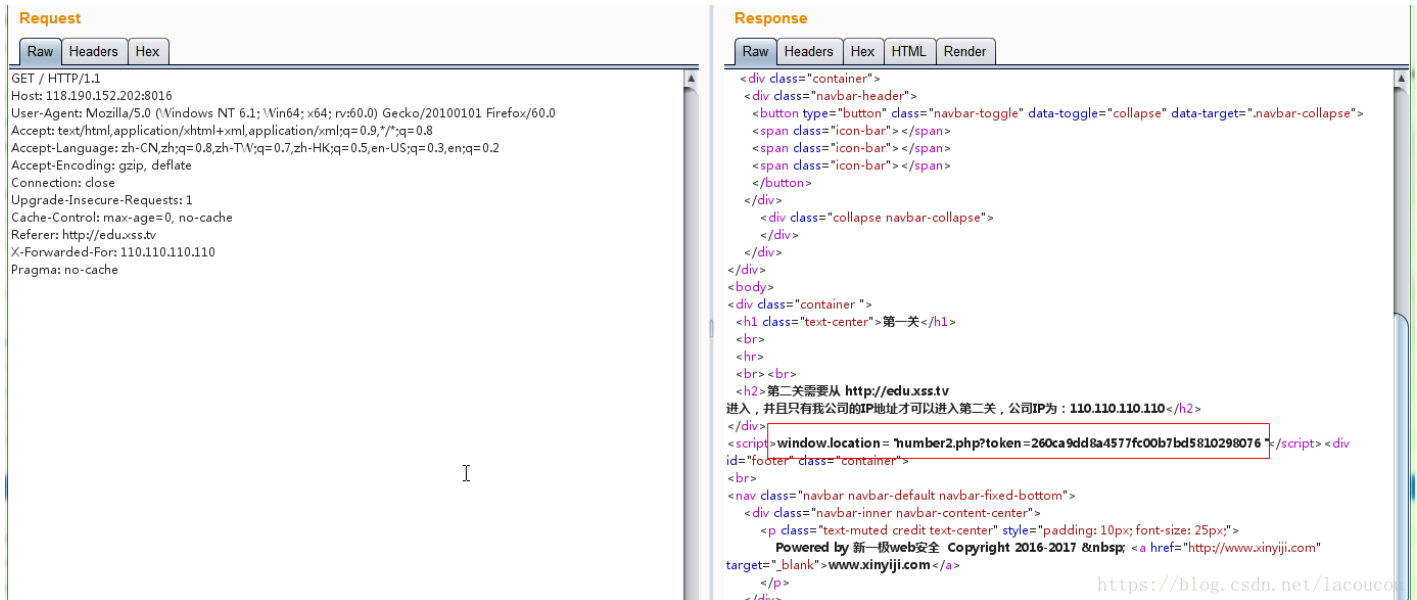 Request
Raw Headers Hex
GET / HTTP/1.1
Host: 118.190.152.202:8016
User-Agent: Mozilla/5.0 (Windows NT 6.1; Win64; x64; rv:60.0) Gecko/20100101 Firefox/60.0
Accept: text/html,application/xhtml+xml,application/xml;q=0.9,*/*;q=0.8
Accept-Language: zh-CN,zh;q=0.8,zh-TW;q=0.7,zh-HK;q=0.5,en-US;q=0.3,en;q=0.2
Accept-Encoding: gzip, deflate
Connection: close
Upgrade-Insecure-Requests: 1
Cache-Control: max-age=0, no-cache
Referer: http://edu.xss.tv
X-Forwarded-For: 110.110.110.110
Pragma: no-cache
Response
Raw Headers Hex HTML Render
<div class="container">
<div class="navbar-header">
<button type="button" class="navbar-toggle" data-toggle="collapse" data-target=".navbar-collapse">
<span class="icon-bar"></span>
<span class="icon-bar"></span>
<span class="icon-bar"></span>
</button>
</div>
<div class="collapse navbar-collapse">
</div>
</div>
</div>
<body>
<div class="container ">
<h1 class="text-center">第一关</h1>
<br>
<hr>
<br><br>
<h2>第二关需要从 http://edu.xss.tv
进入，并且只有我公司的IP地址才可以进入第二关，公司IP为：110.110.110.110</h2>
</div>
<script>window.location="number2.php?token=260ca9dd8a4577fc00b7bd5810298076 "</script><div
id="footer" class="container">
<br>
<nav class="navbar navbar-default navbar-fixed-bottom">
<div class="navbar-inner navbar-content-center">
<p class="text-muted credit text-center" style="padding: 10px; font-size: 25px;">
Powered by 新一极web安全 Copyright 2016-2017 &nbsp; <a href="http://www.xinyiji.com"
target="_blank">www.xinyiji.com</a>
</p>
</div>
https://blog.csdn.net/lacoucou